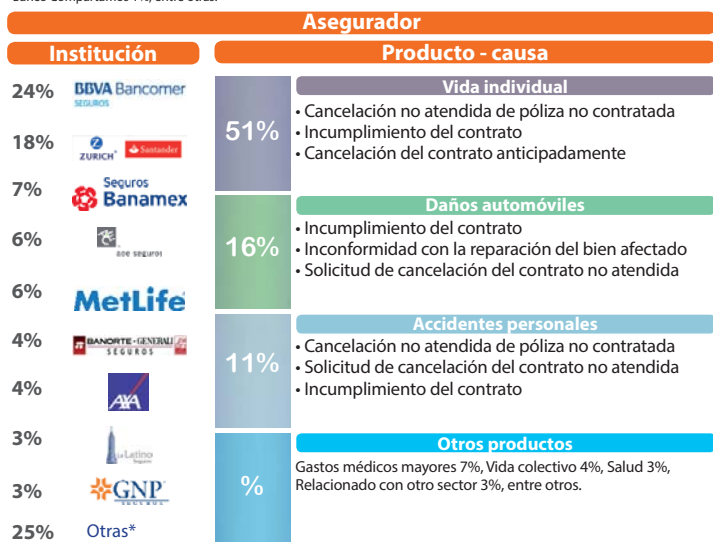 Asegurador
Institución
Producto - causa
24%
BBVA Bancomer
SEGUROS
18%
ZURICH
Santander
7%
Seguros
Banamex
6%
ace seguros
6%
MetLife
4%
BANORTE - GENERALI
SEGUROS
4%
AXA
3%
La Latino
Seguros
3%
GNP
SEGUROS
25%
Otras*
51%
Vida individual
• Cancelación no atendida de póliza no contratada
• Incumplimiento del contrato
• Cancelación del contrato anticipadamente
16%
Daños automóviles
• Incumplimiento del contrato
• Inconformidad con la reparación del bien afectado
• Solicitud de cancelación del contrato no atendida
11%
Accidentes personales
• Cancelación no atendida de póliza no contratada
• Solicitud de cancelación del contrato no atendida
• Incumplimiento del contrato
%
Otros productos
Gastos médicos mayores 7%, Vida colectivo 4%, Salud 3%,
Relacionado con otro sector 3%, entre otros.